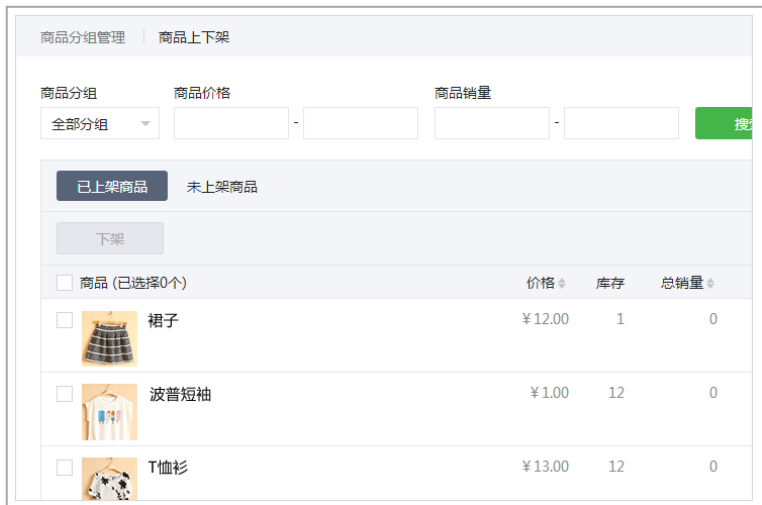 商品分组管理 商品上下架
商品分组 商品价格 商品销量
全部分组 - - 搜
已上架商品 未上架商品
下架
商品 (已选择0个) 价格 库存 总销量
裙子 ¥12.00 1 0
波普短袖 ¥1.00 12 0
T恤衫 ¥13.00 12 0